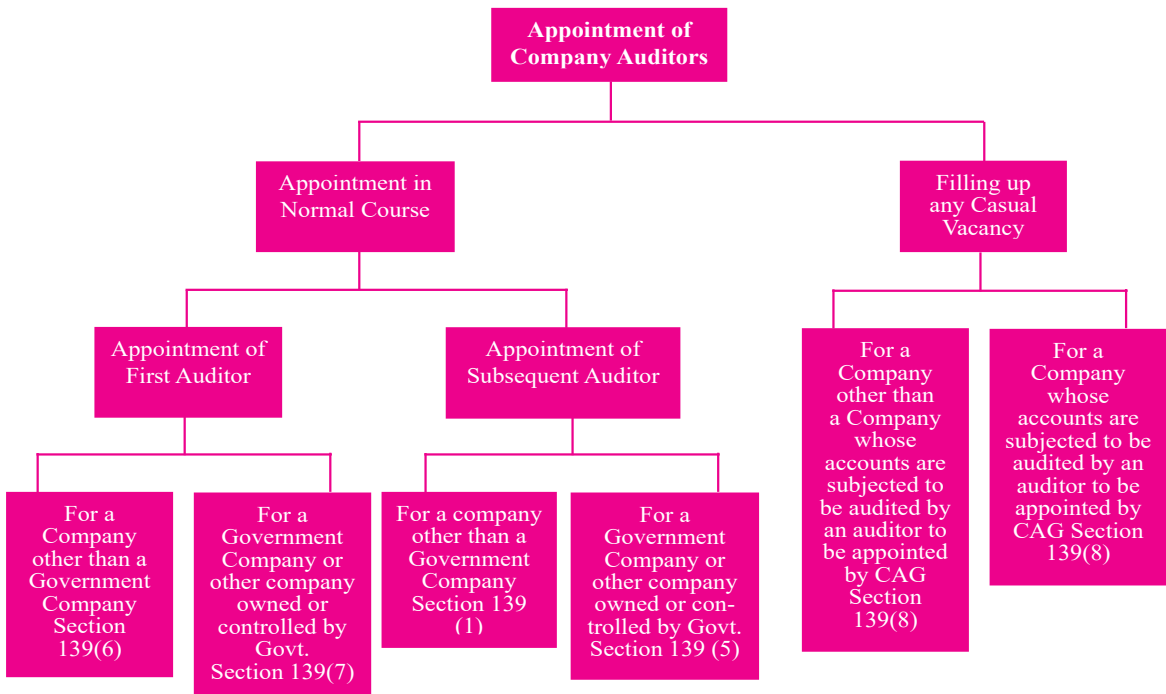 Appointment of
Company Auditors
Appointment in
Normal Course
Filling up
any Casual
Vacancy
Appointment of
First Auditor
Appointment of
Subsequent Auditor
For a
Company
other than
a Company
whose
accounts are
subjected to
be audited by
an auditor to
be appointed
by CAG
Section
139(8)
For a
Company
whose
accounts are
subjected to be
audited by an
auditor to be
appointed by
CAG Section
139(8)
For a
Company
other than a
Government
Company
Section
139(6)
For a
Government
Company or
other company
owned or
controlled by
Govt.
Section 139(7)
For a company
other than a
Government
Company
Section 139
(1)
For a
Government
Company or
other company
owned or con-
trolled by Govt.
Section 139 (5)